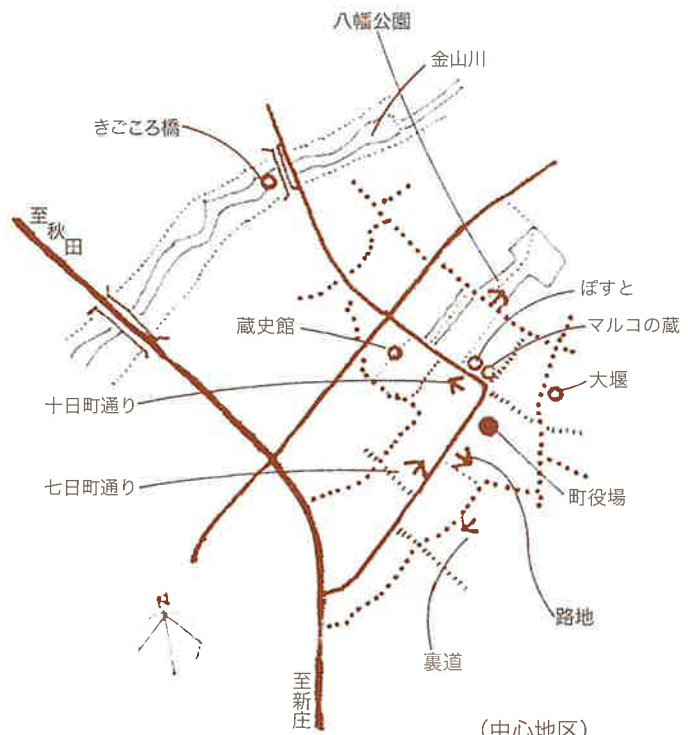 八幡公園
金山川
きごころ橋
至秋田
ぽすと
蔵史館
マルコの蔵
大堰
十日町通り
七日町通り
町役場
路地
裏道
至新庄
(中心地区)